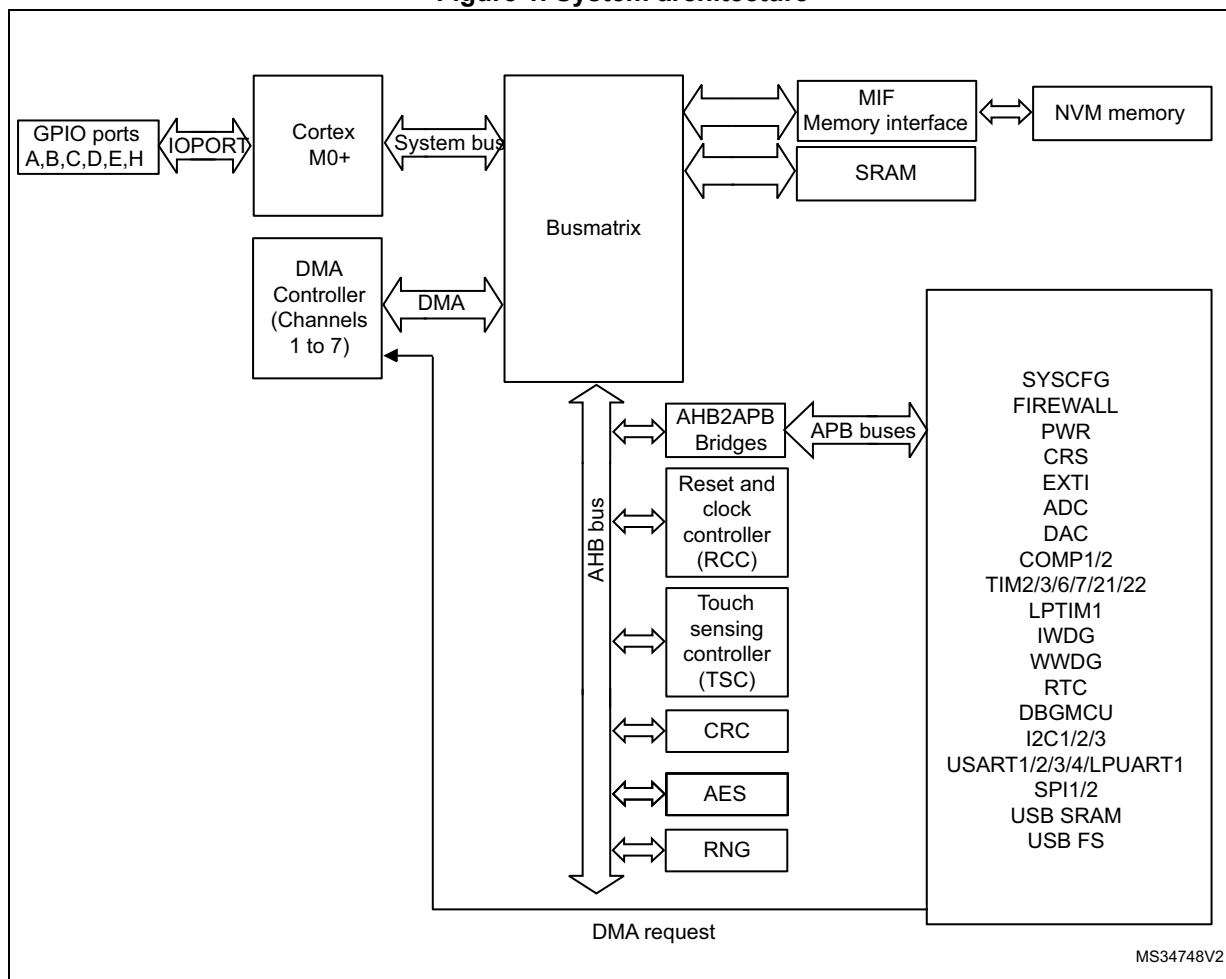 Figure 1. System architecture
GPIO ports
A,B,C,D,E,H
IOPORT
Cortex
M0+
System bus
Busmatrix
MIF
Memory interface
NVM memory
SRAM
DMA
Controller
(Channels
1 to 7)
DMA
AHB bus
AHB2APB
Bridges
APB buses
Reset and
clock
controller
(RCC)
Touch
sensing
controller
(TSC)
CRC
AES
RNG
SYSCFG
FIREWALL
PWR
CRS
EXTI
ADC
DAC
COMP1/2
TIM2/3/6/7/21/22
LPTIM1
IWDG
WWDG
RTC
DBGMCU
I2C1/2/3
USART1/2/3/4/LPUART1
SPI1/2
USB SRAM
USB FS
DMA request
MS34748V2